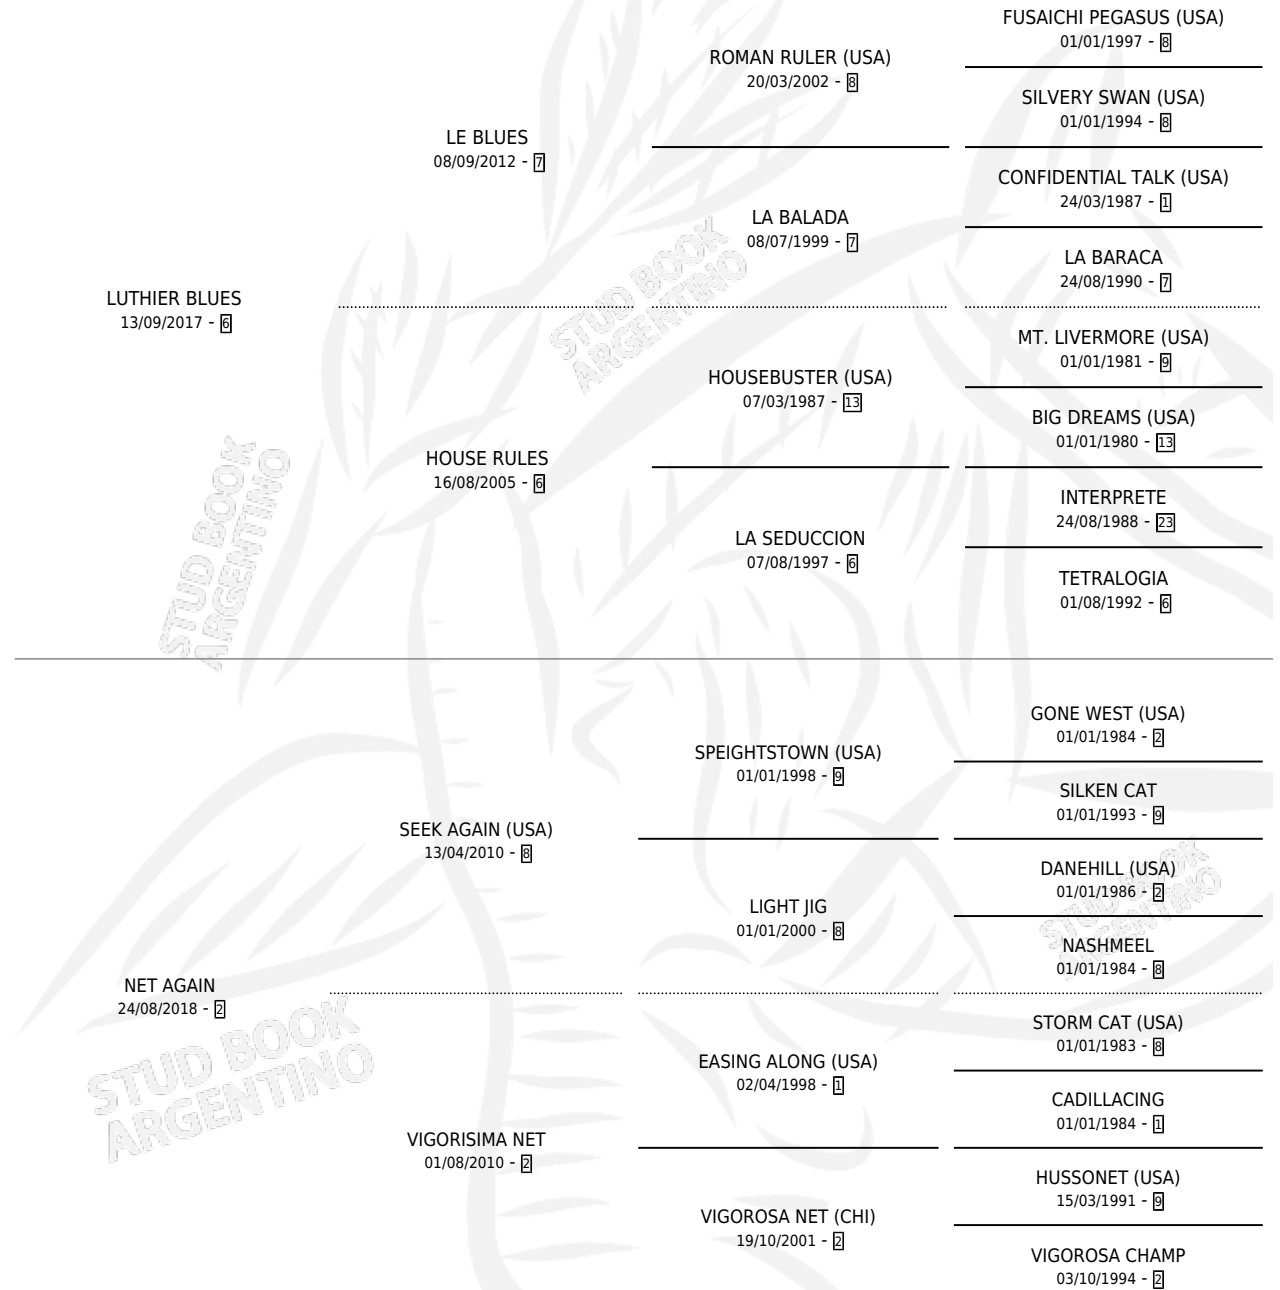 FUSAICHI PEGASUS (USA)
01/01/1997 - 8
ROMAN RULER (USA)
20/03/2002 - 8
SILVERY SWAN (USA)
01/01/1994 - 8
LE BLUES
08/09/2012 - 7
CONFIDENTIAL TALK (USA)
24/03/1987 - 1
LA BALADA
08/07/1999 - 7
LA BARACA
24/08/1990 - 7
LUTHIER BLUES
13/09/2017 - 6
MT. LIVERMORE (USA)
01/01/1981 - 9
HOUSEBUSTER (USA)
07/03/1987 - 13
BIG DREAMS (USA)
01/01/1980 - 13
HOUSE RULES
16/08/2005 - 6
INTERPRETE
24/08/1988 - 23
LA SEDUCCION
07/08/1997 - 6
TETRALOGIA
01/08/1992 - 6
GONE WEST (USA)
01/01/1984 - 2
SPEIGHTSTOWN (USA)
01/01/1998 - 9
SILKEN CAT
01/01/1993 - 9
SEEK AGAIN (USA)
13/04/2010 - 8
DANEHILL (USA)
01/01/1986 - 2
LIGHT JIG
01/01/2000 - 8
NASHMEEL
01/01/1984 - 8
NET AGAIN
24/08/2018 - 2
STORM CAT (USA)
01/01/1983 - 8
EASING ALONG (USA)
02/04/1998 - 1
CADILLACING
01/01/1984 - 1
VIGORISIMA NET
01/08/2010 - 2
HUSSONET (USA)
15/03/1991 - 9
VIGOROSA NET (CHI)
19/10/2001 - 2
VIGOROSA CHAMP
03/10/1994 - 2
STUD BOOK
ARGENTINO
STUD BOOK
ARGENTINO
STUD BOOK
ARGENTINO
STUD BOOK
ARGENTINO